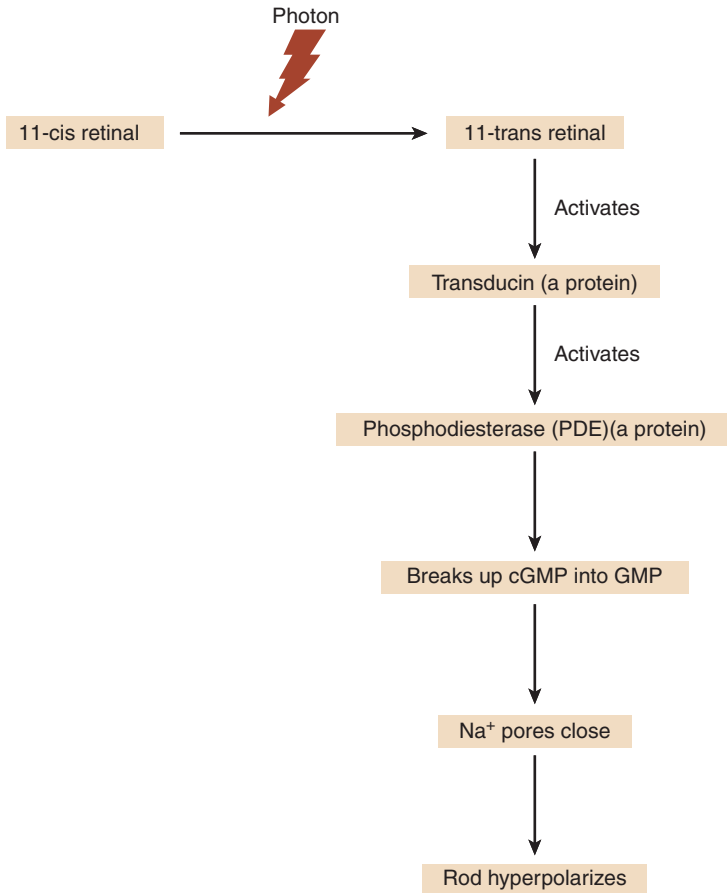 Photon
11-cis retinal
11-trans retinal
Activates
Transducin (a protein)
Activates
Phosphodiesterase (PDE)(a protein)
Breaks up cGMP into GMP
Na⁺ pores close
Rod hyperpolarizes